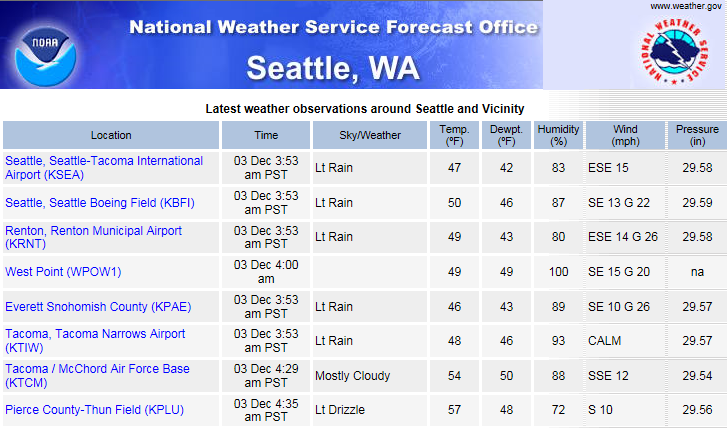 www.weather.gov
NOAA
National Weather Service Forecast Office
Seattle, WA
NATIONAL WEATHER SERVICE
Latest weather observations around Seattle and Vicinity
Location Time Sky/Weather Temp. (ºF) Dewpt. (ºF) Humidity (%) Wind (mph) Pressure (in)
Seattle, Seattle-Tacoma International Airport (KSEA) 03 Dec 3:53 am PST Lt Rain 47 42 83 ESE 15 29.58
Seattle, Seattle Boeing Field (KBFI) 03 Dec 3:53 am PST Lt Rain 50 46 87 SE 13 G 22 29.59
Renton, Renton Municipal Airport (KRNT) 03 Dec 3:53 am PST Lt Rain 49 43 80 ESE 14 G 26 29.58
West Point (WPOW1) 03 Dec 4:00 am 49 49 100 SE 15 G 20 na
Everett Snohomish County (KPAE) 03 Dec 3:53 am PST Lt Rain 46 43 89 SE 10 G 26 29.57
Tacoma, Tacoma Narrows Airport (KTIW) 03 Dec 3:53 am PST Lt Rain 48 46 93 CALM 29.57
Tacoma / McChord Air Force Base (KTCM) 03 Dec 4:29 am PST Mostly Cloudy 54 50 88 SSE 12 29.54
Pierce County-Thun Field (KPLU) 03 Dec 4:35 am PST Lt Drizzle 57 48 72 S 10 29.56